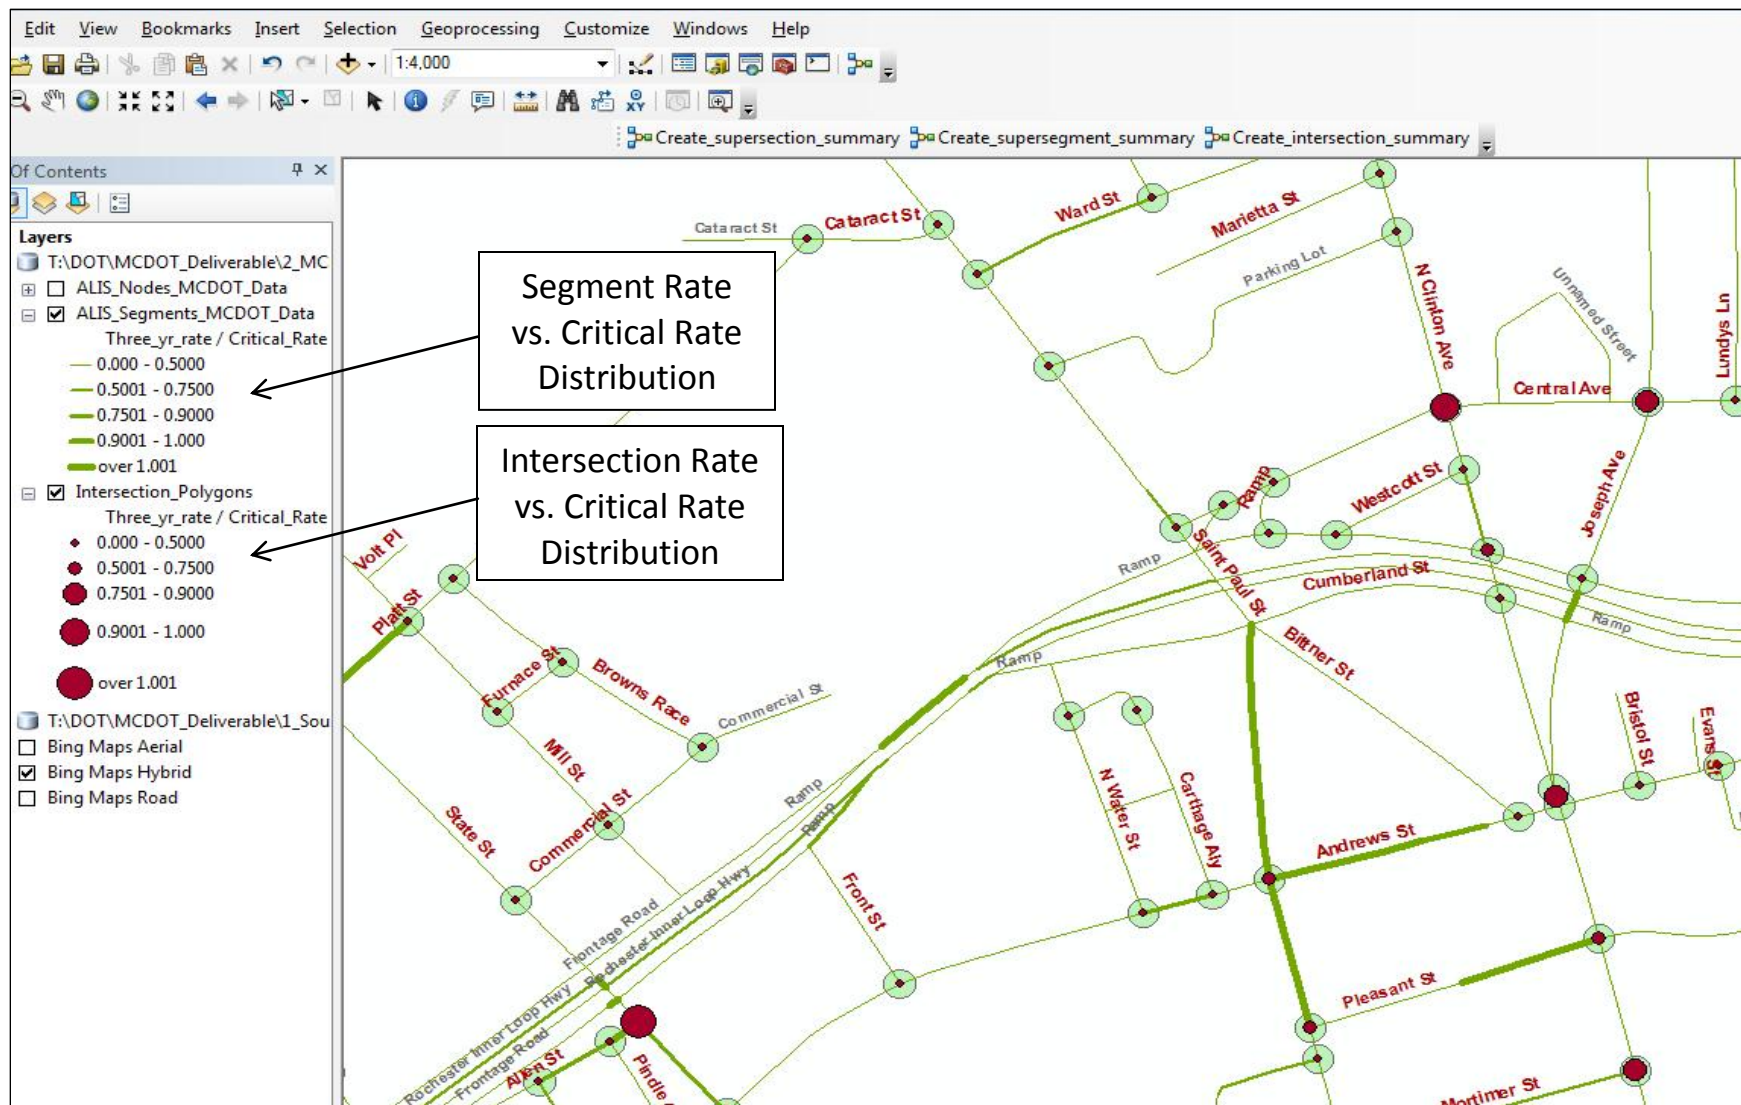 Edit View Bookmarks Insert Selection Geoprocessing Customize Windows Help
1:4,000
Create_supersection_summary Create_supersegment_summary Create_intersection_summary
Of Contents
Layers
T:\DOT\MCDOT_Deliverable\2_MC
ALIS_Nodes_MCDOT_Data
ALIS_Segments_MCDOT_Data
Three_yr_rate / Critical_Rate
0.000 - 0.5000
0.5001 - 0.7500
0.7501 - 0.9000
0.9001 - 1.000
over 1.001
Intersection_Polygons
Three_yr_rate / Critical_Rate
0.000 - 0.5000
0.5001 - 0.7500
0.7501 - 0.9000
0.9001 - 1.000
over 1.001
T:\DOT\MCDOT_Deliverable\1_Sou
Bing Maps Aerial
Bing Maps Hybrid
Bing Maps Road
Segment Rate
vs. Critical Rate
Distribution
Intersection Rate
vs. Critical Rate
Distribution
Cataract St
Cataract St
Ward St
Marietta St
Parking Lot
N Clinton Ave
Unnamed Street
Lundys Ln
Central Ave
Ramp
Westcott St
Joseph Ave
Volt Pl
Platt St
Ramp
Saint Paul St
Cumberland St
Ramp
Furnace St
Browns Race
Commercial St
Ramp
Bittner St
Bristol St
Evans St
Mill St
State St
Commercial St
Ramp
Ramp
N Water St
Carthage Aly
Andrews St
Front St
Frontage Road
Rochester Inner Loop Hwy
Pleasant St
Rochester Inner Loop Hwy
Frontage Road
Allen St
Pindle
Mortimer St